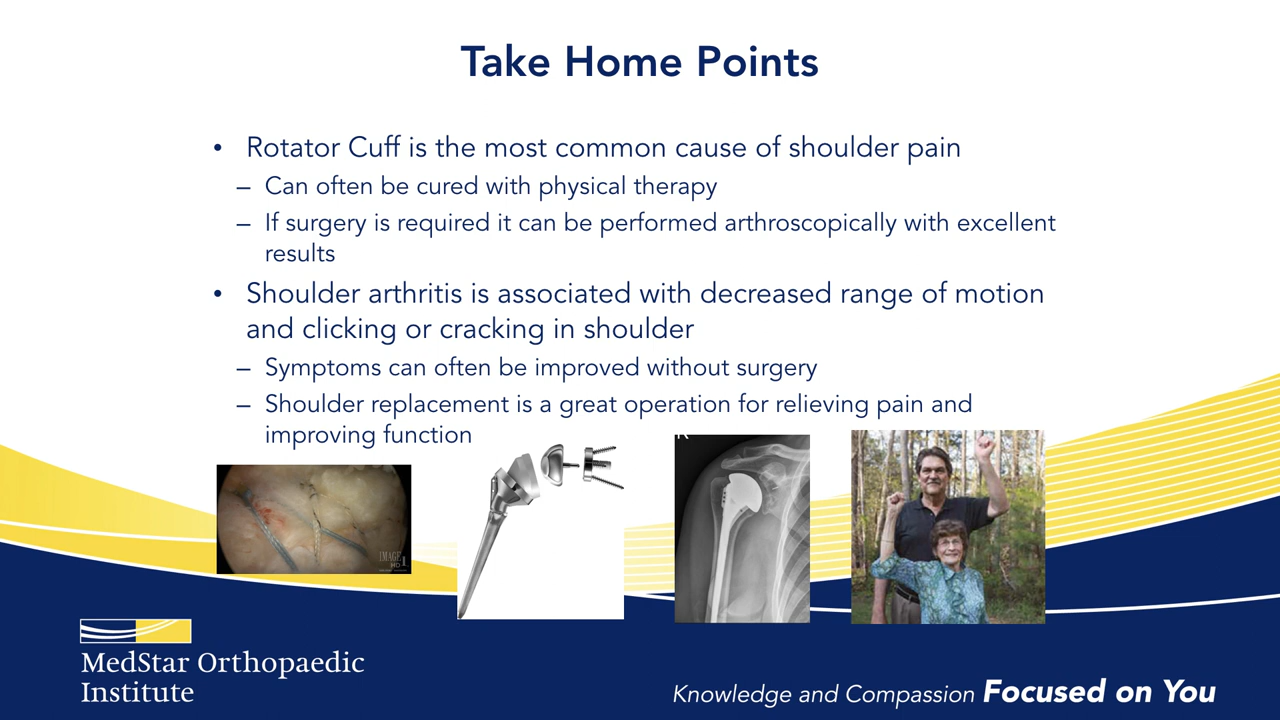 Take Home Points
• Rotator Cuff is the most common cause of shoulder pain
– Can often be cured with physical therapy
– If surgery is required it can be performed arthroscopically with excellent
results
• Shoulder arthritis is associated with decreased range of motion
and clicking or cracking in shoulder
– Symptoms can often be improved without surgery
– Shoulder replacement is a great operation for relieving pain and
improving function
R
IMAGE1
HD
MedStar Orthopaedic
Institute
Knowledge and Compassion Focused on You